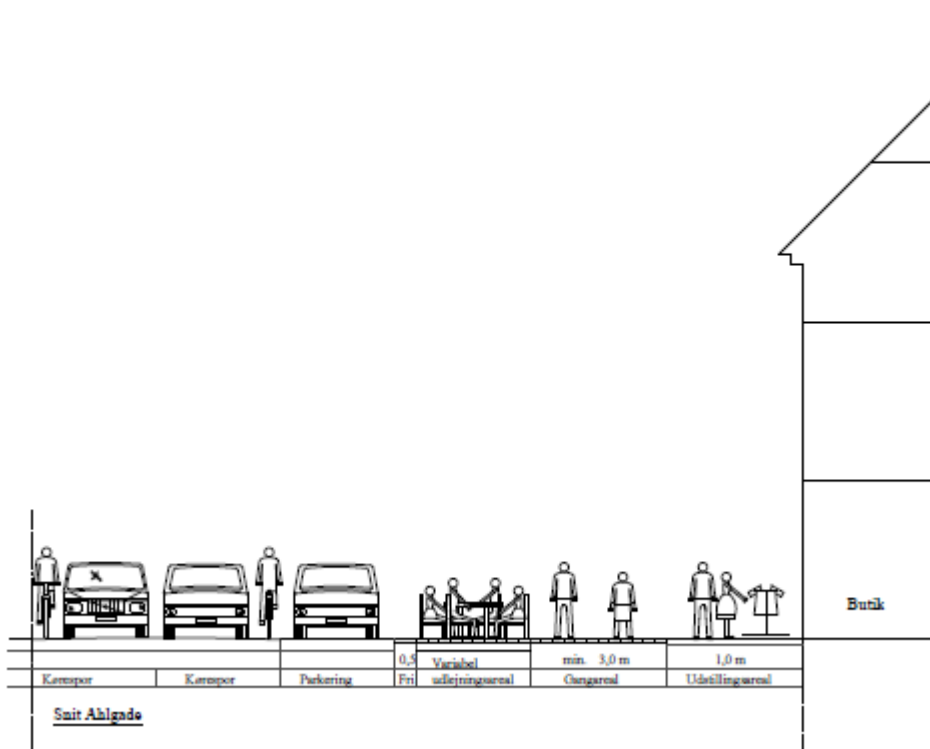 Butik
0,5 Variabel min. 3,0 m 1,0 m
Kørespor Kørespor Parkering Fri udlejningsareal Gangareal Udstillingsareal
Snit Ahlgade